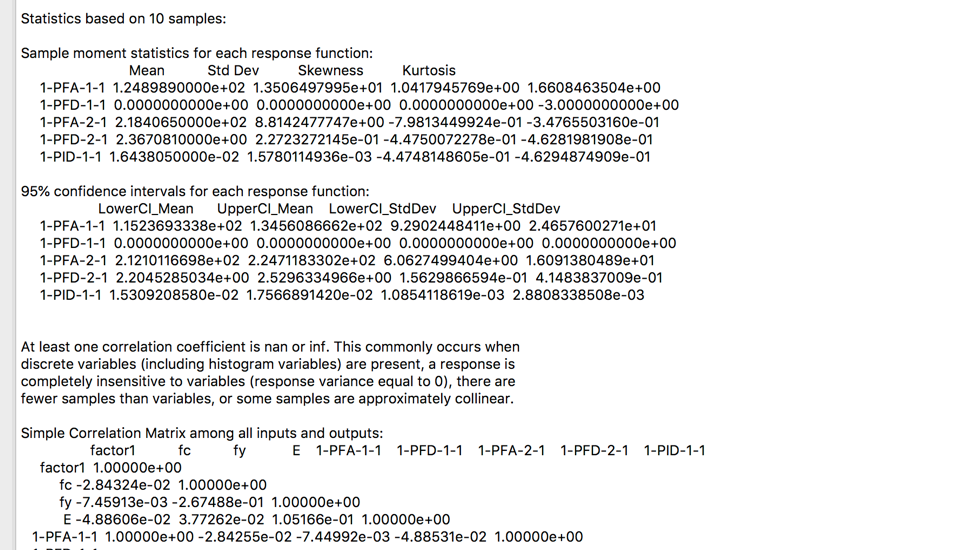 Statistics based on 10 samples:
Sample moment statistics for each response function:
Mean Std Dev Skewness Kurtosis
1-PFA-1-1 1.2489890000e+02 1.3506497995e+01 1.0417945769e+00 1.6608463504e+00
1-PFD-1-1 0.0000000000e+00 0.0000000000e+00 0.0000000000e+00 -3.0000000000e+00
1-PFA-2-1 2.1840650000e+02 8.8142477747e+00 -7.9813449924e-01 -3.4765503160e-01
1-PFD-2-1 2.3670810000e+00 2.2723272145e-01 -4.4750072278e-01 -4.6281981908e-01
1-PID-1-1 1.6438050000e-02 1.5780114936e-03 -4.4748148605e-01 -4.6294874909e-01
95% confidence intervals for each response function:
LowerCI_Mean UpperCI_Mean LowerCI_StdDev UpperCI_StdDev
1-PFA-1-1 1.1523693338e+02 1.3456086662e+02 9.2902448411e+00 2.4657600271e+01
1-PFD-1-1 0.0000000000e+00 0.0000000000e+00 0.0000000000e+00 0.0000000000e+00
1-PFA-2-1 2.1210116698e+02 2.2471183302e+02 6.0627499404e+00 1.6091380489e+01
1-PFD-2-1 2.2045285034e+00 2.5296334966e+00 1.5629866594e-01 4.1483837009e-01
1-PID-1-1 1.5309208580e-02 1.7566891420e-02 1.0854118619e-03 2.8808338508e-03
At least one correlation coefficient is nan or inf. This commonly occurs when
discrete variables (including histogram variables) are present, a response is
completely insensitive to variables (response variance equal to 0), there are
fewer samples than variables, or some samples are approximately collinear.
Simple Correlation Matrix among all inputs and outputs:
factor1 fc fy E 1-PFA-1-1 1-PFD-1-1 1-PFA-2-1 1-PFD-2-1 1-PID-1-1
factor1 1.00000e+00
fc -2.84324e-02 1.00000e+00
fy -7.45913e-03 -2.67488e-01 1.00000e+00
E -4.88606e-02 3.77262e-02 1.05166e-01 1.00000e+00
1-PFA-1-1 1.00000e+00 -2.84255e-02 -7.44992e-03 -4.88531e-02 1.00000e+00